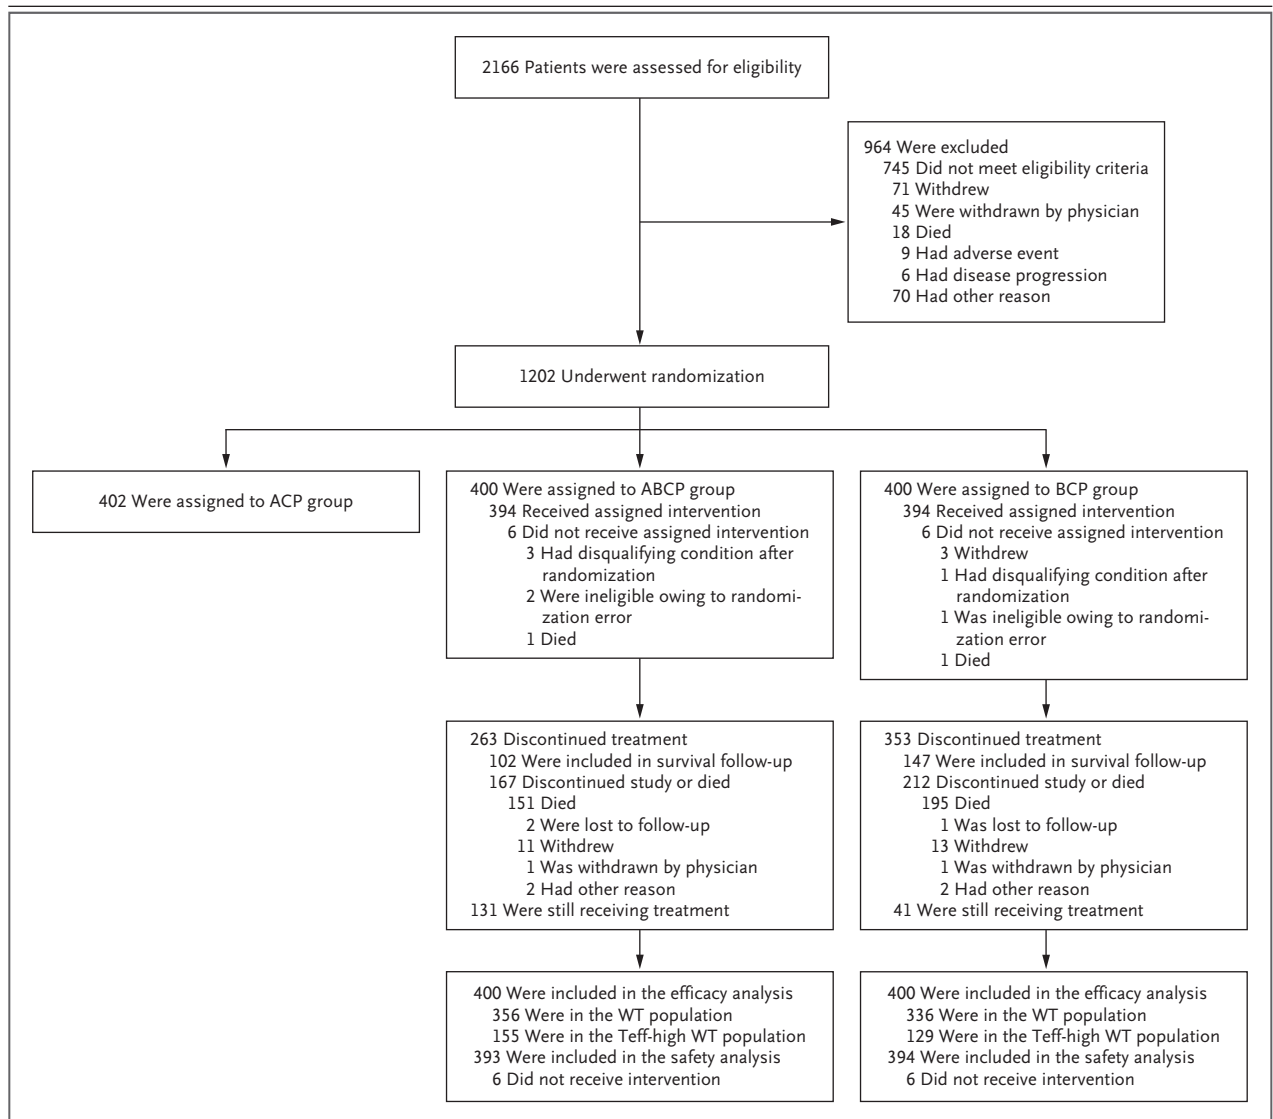 2166 Patients were assessed for eligibility
964 Were excluded
745 Did not meet eligibility criteria
71 Withdrew
45 Were withdrawn by physician
18 Died
9 Had adverse event
6 Had disease progression
70 Had other reason
1202 Underwent randomization
402 Were assigned to ACP group
400 Were assigned to ABCP group
394 Received assigned intervention
6 Did not receive assigned intervention
3 Had disqualifying condition after
randomization
2 Were ineligible owing to randomi-
zation error
1 Died
400 Were assigned to BCP group
394 Received assigned intervention
6 Did not receive assigned intervention
3 Withdrew
1 Had disqualifying condition after
randomization
1 Was ineligible owing to randomi-
zation error
1 Died
263 Discontinued treatment
102 Were included in survival follow-up
167 Discontinued study or died
151 Died
2 Were lost to follow-up
11 Withdrew
1 Was withdrawn by physician
2 Had other reason
131 Were still receiving treatment
353 Discontinued treatment
147 Were included in survival follow-up
212 Discontinued study or died
195 Died
1 Was lost to follow-up
13 Withdrew
1 Was withdrawn by physician
2 Had other reason
41 Were still receiving treatment
400 Were included in the efficacy analysis
356 Were in the WT population
155 Were in the Teff-high WT population
393 Were included in the safety analysis
6 Did not receive intervention
400 Were included in the efficacy analysis
336 Were in the WT population
129 Were in the Teff-high WT population
394 Were included in the safety analysis
6 Did not receive intervention